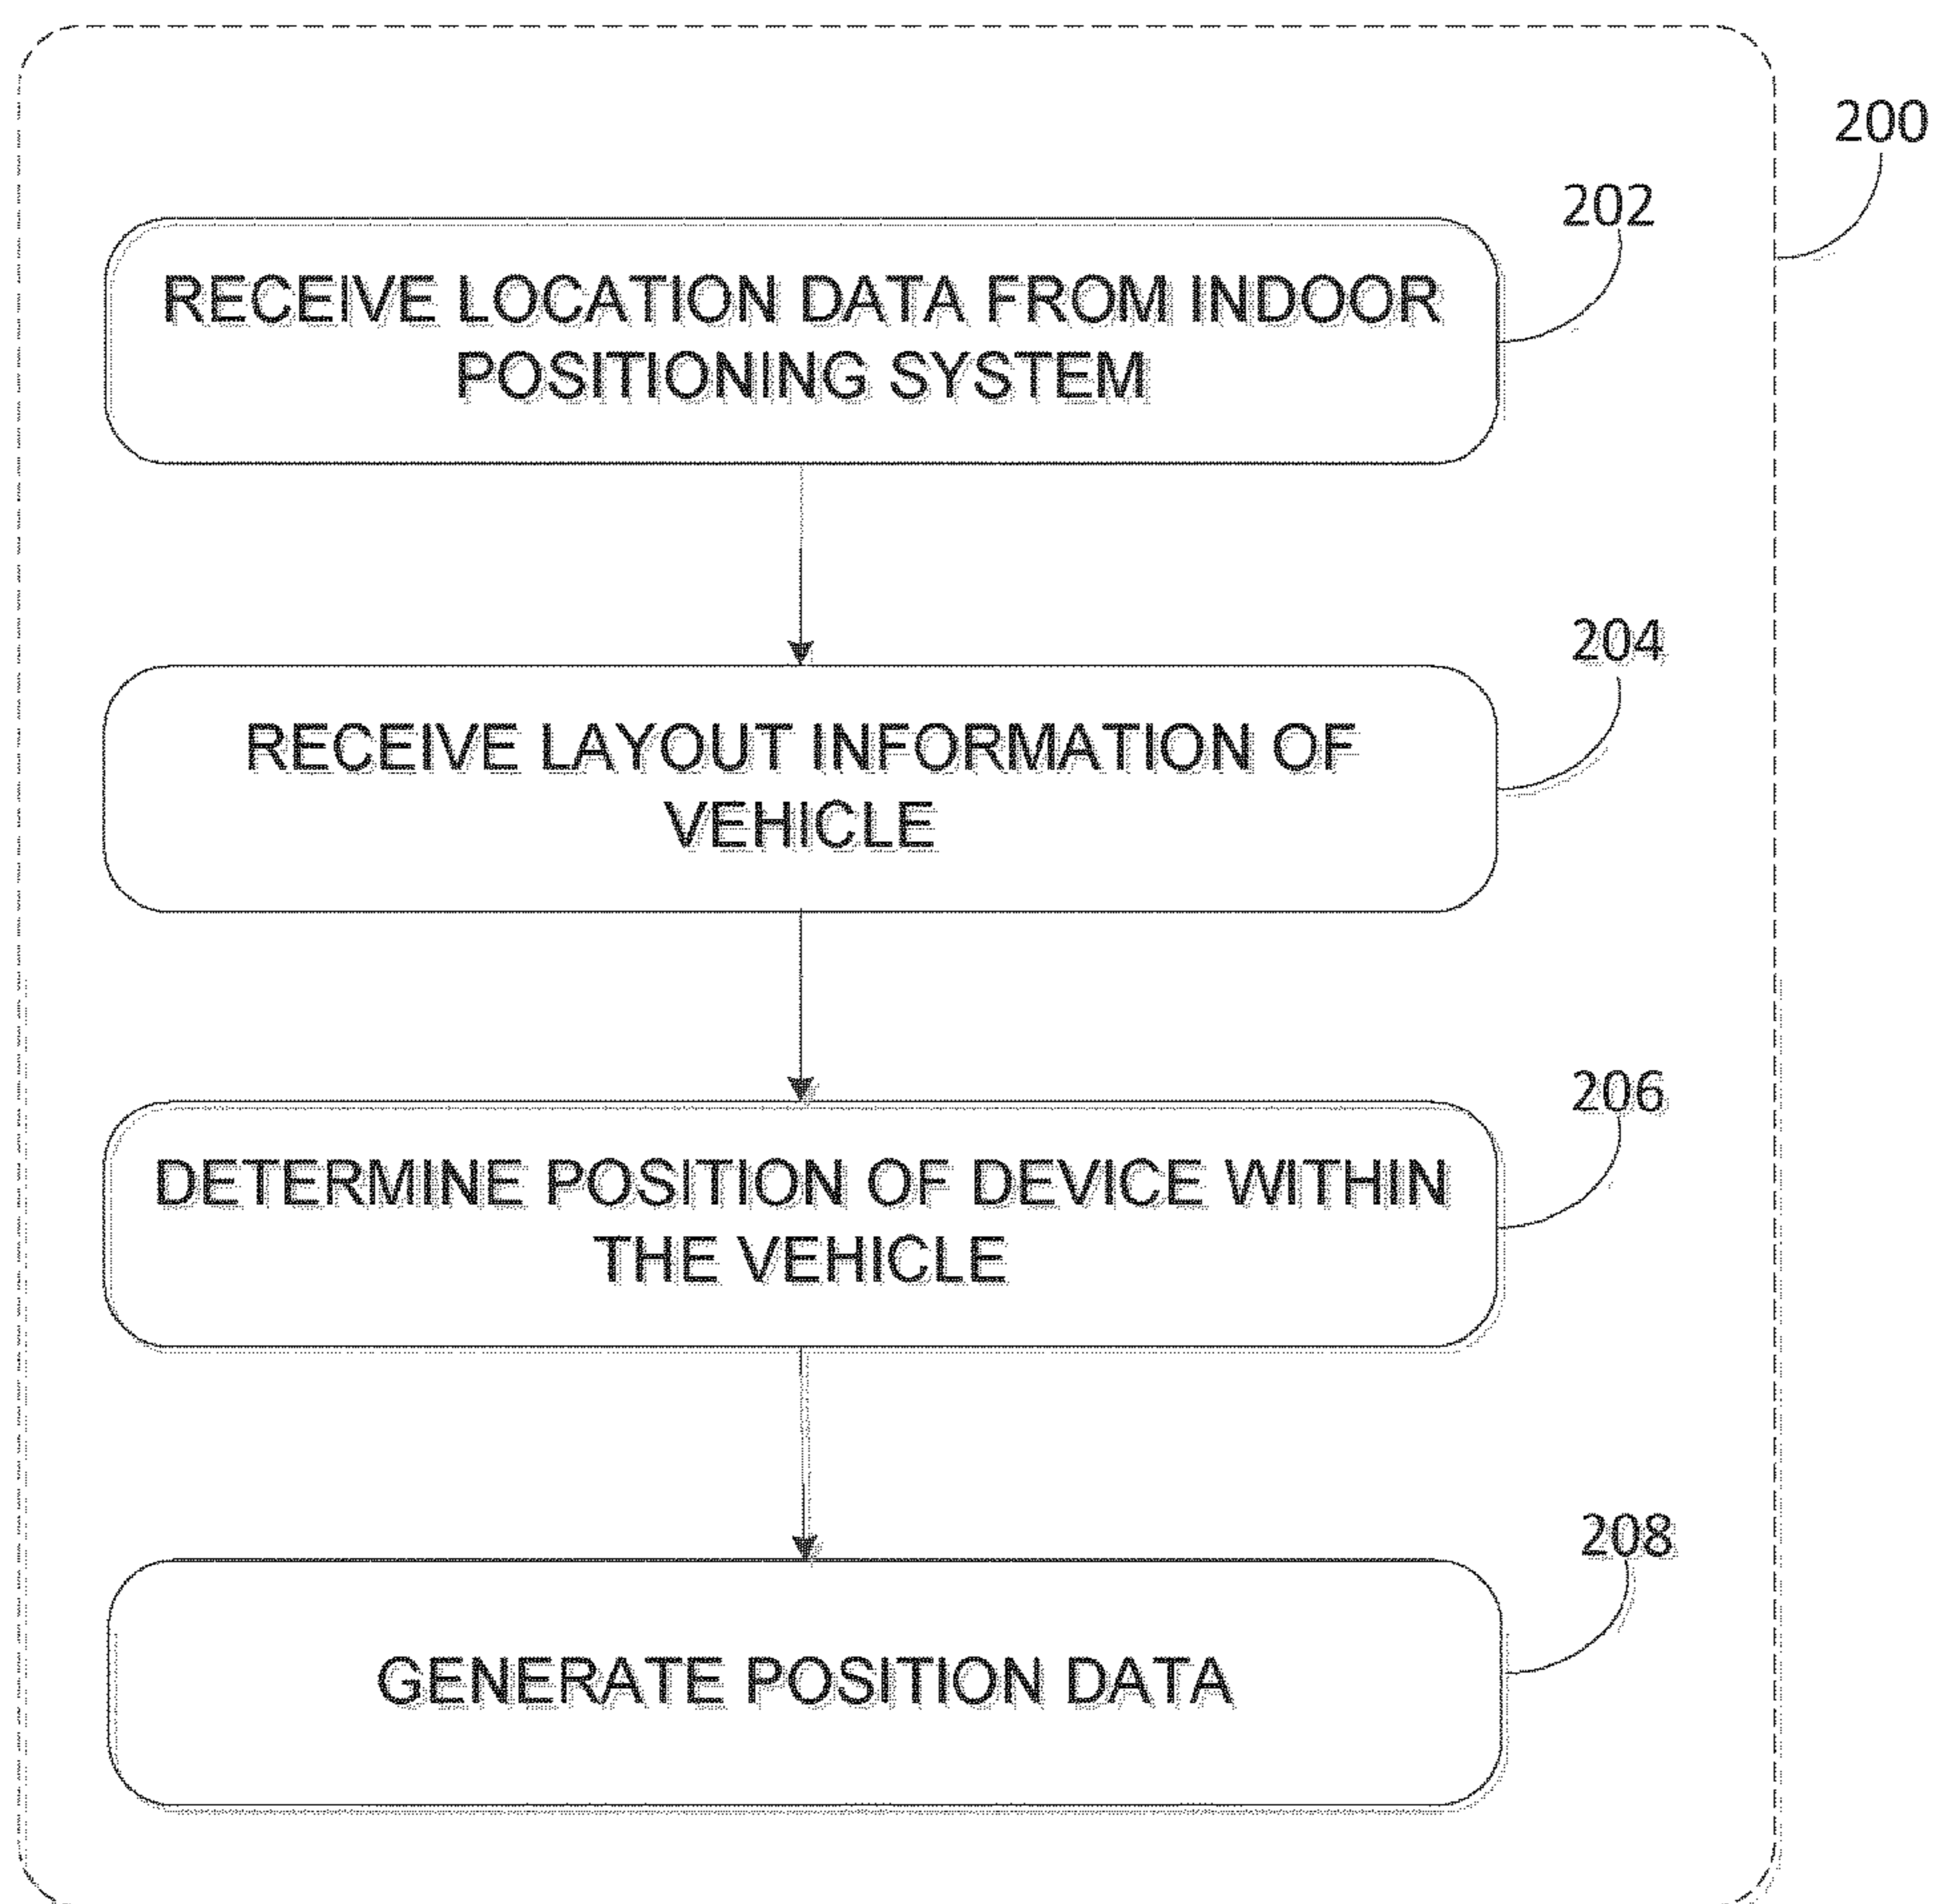 200
202
RECEIVE LOCATION DATA FROM INDOOR
POSITIONING SYSTEM
204
RECEIVE LAYOUT INFORMATION OF
VEHICLE
206
DETERMINE POSITION OF DEVICE WITHIN
THE VEHICLE
208
GENERATE POSITION DATA